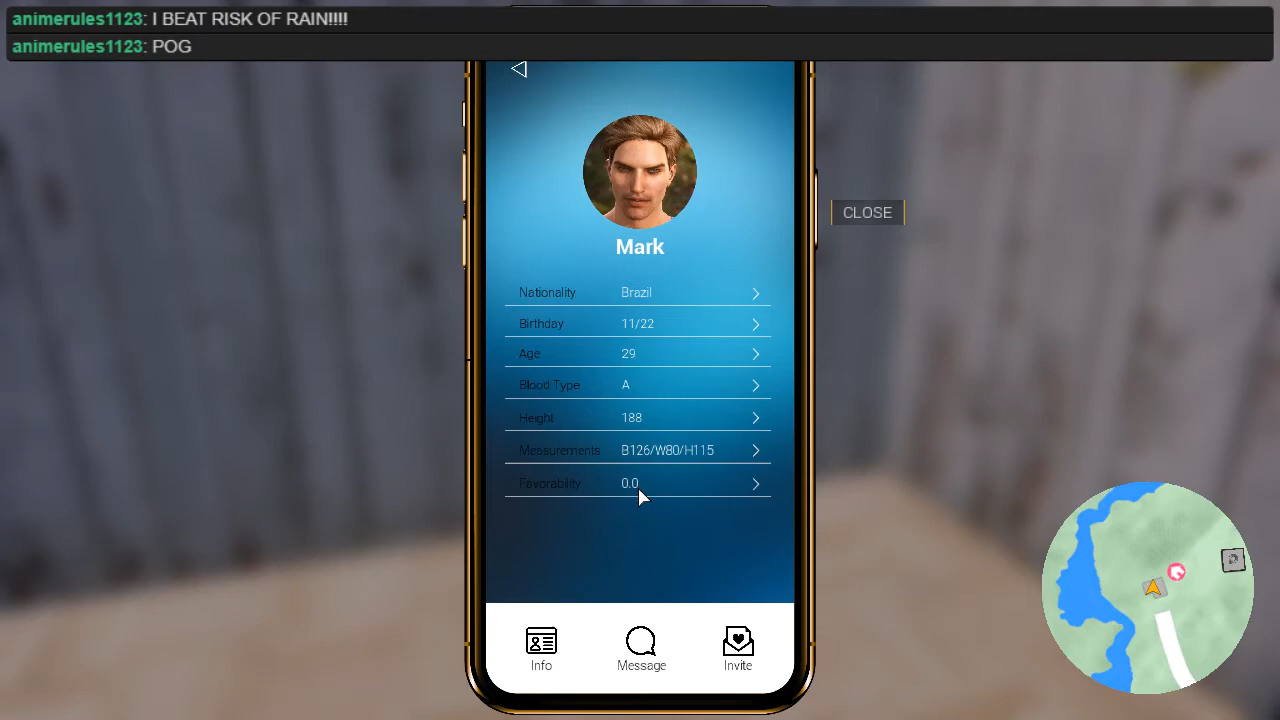 animerules1123: I BEAT RISK OF RAIN!!!!
animerules1123: POG
CLOSE
Mark
Nationality Brazil
Birthday 11/22
Age 29
Blood Type A
Height 188
Measurements B126/W80/H115
Favorability 0.0
Info Message Invite